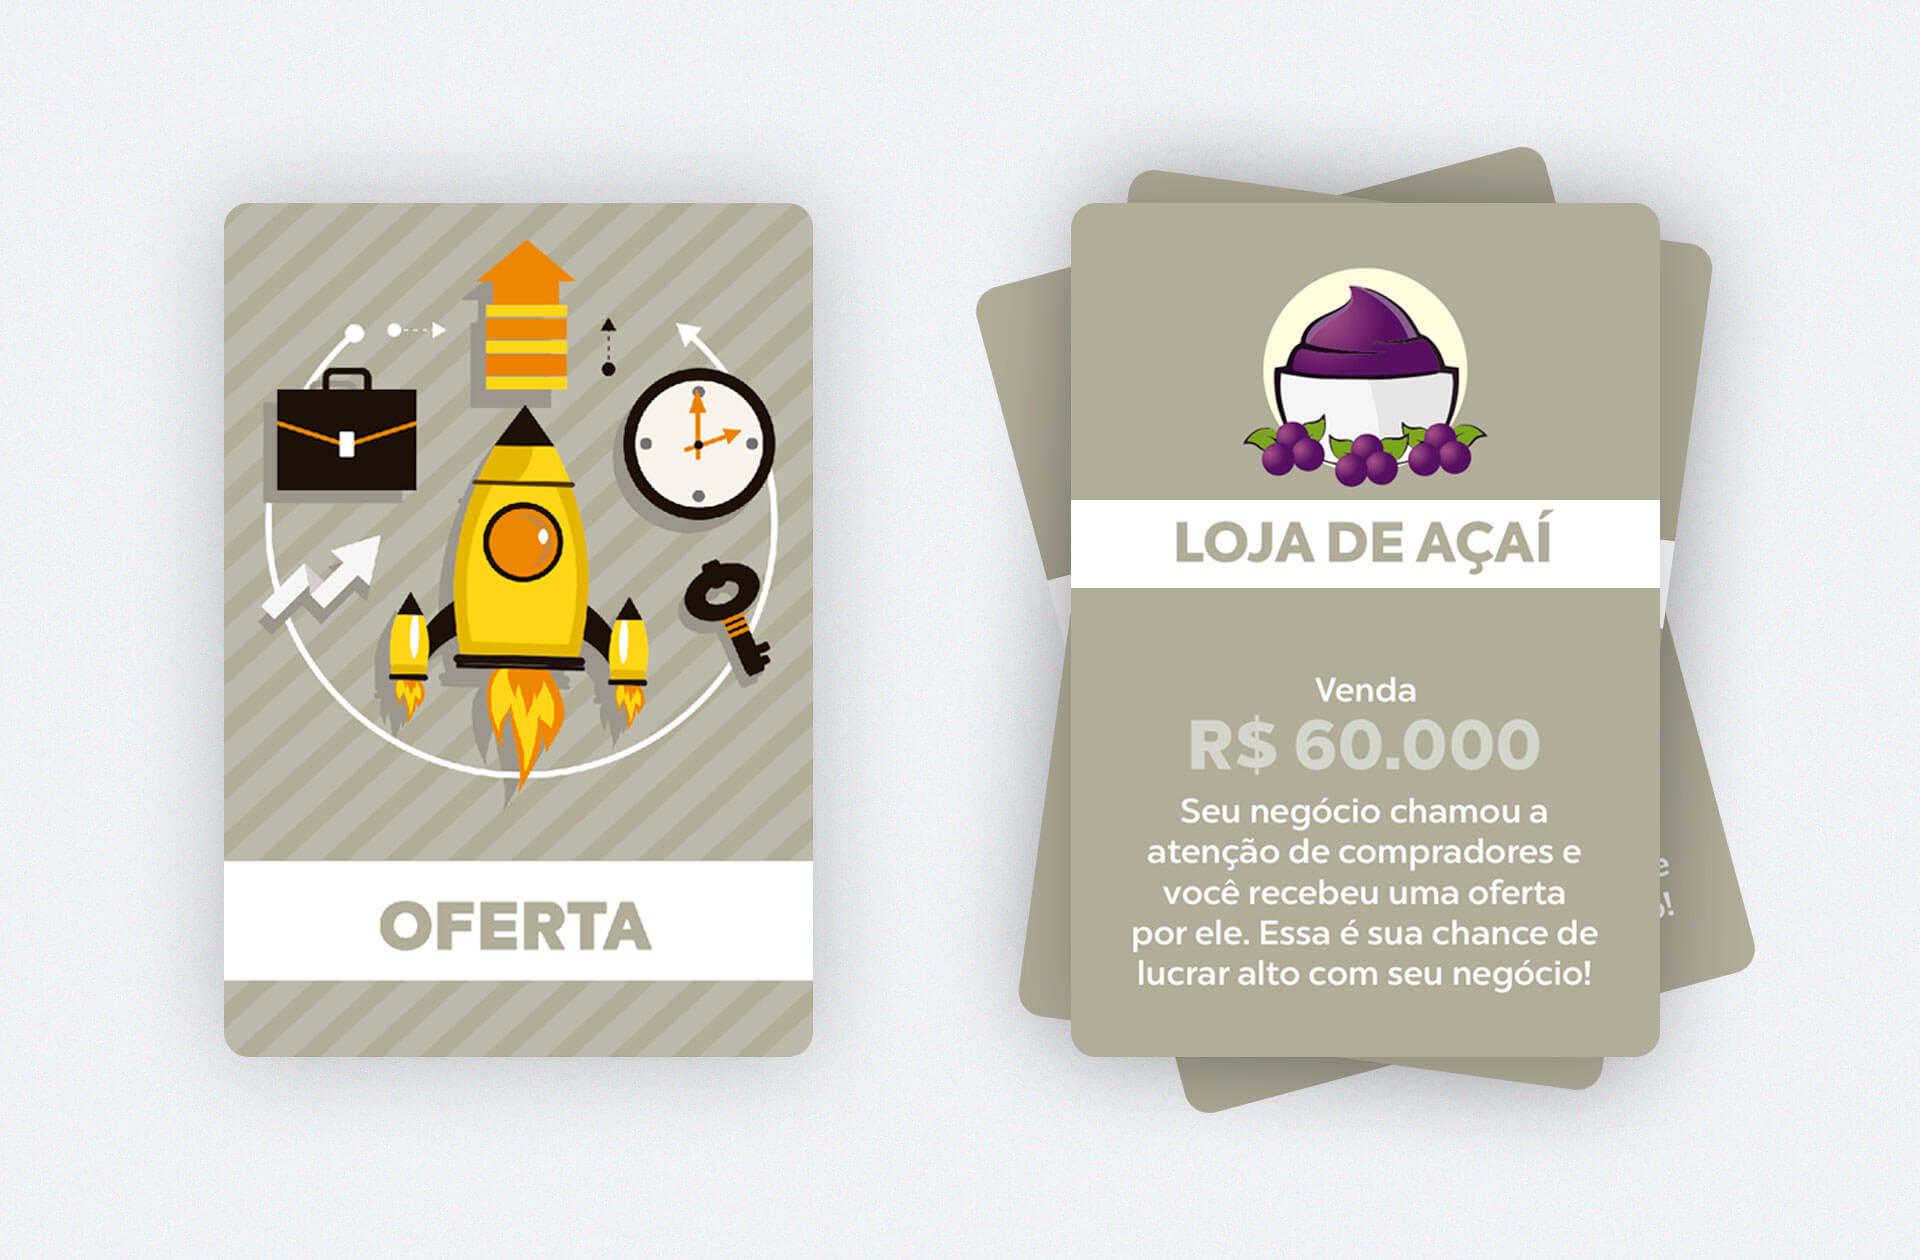 OFERTA
LOJA DE AÇAÍ
Venda
R$ 60.000
Seu negócio chamou a
atenção de compradores e
você recebeu uma oferta
por ele. Essa é sua chance de
lucrar alto com seu negócio!